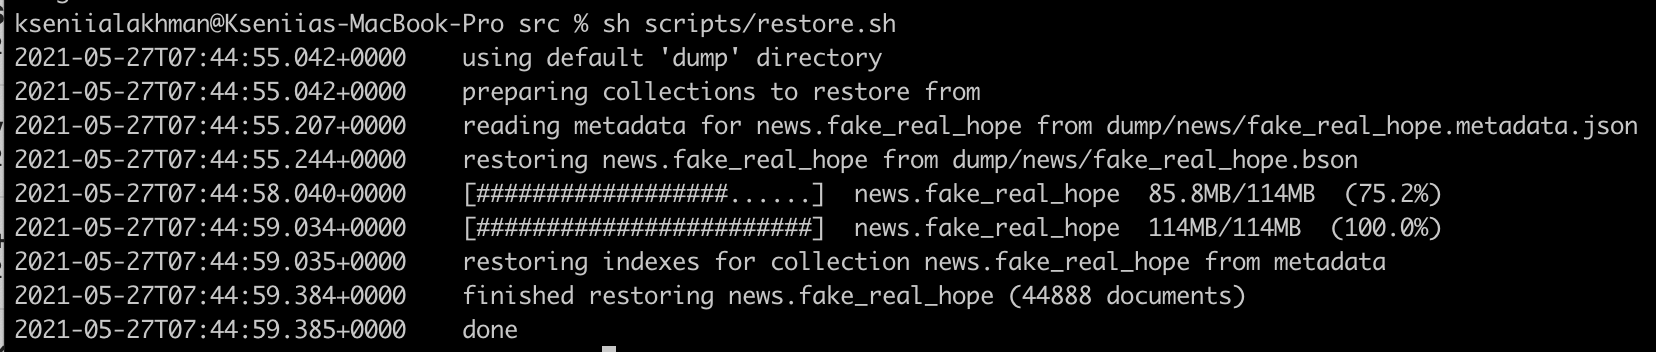 kseniialakhman@Kseniias-MacBook-Pro src % sh scripts/restore.sh
2021-05-27T07:44:55.042+0000    using default 'dump' directory
2021-05-27T07:44:55.042+0000    preparing collections to restore from
2021-05-27T07:44:55.207+0000    reading metadata for news.fake_real_hope from dump/news/fake_real_hope.metadata.json
2021-05-27T07:44:55.244+0000    restoring news.fake_real_hope from dump/news/fake_real_hope.bson
2021-05-27T07:44:58.040+0000    [##################......]  news.fake_real_hope  85.8MB/114MB  (75.2%)
2021-05-27T07:44:59.034+0000    [########################]  news.fake_real_hope  114MB/114MB  (100.0%)
2021-05-27T07:44:59.035+0000    restoring indexes for collection news.fake_real_hope from metadata
2021-05-27T07:44:59.384+0000    finished restoring news.fake_real_hope (44888 documents)
2021-05-27T07:44:59.385+0000    done